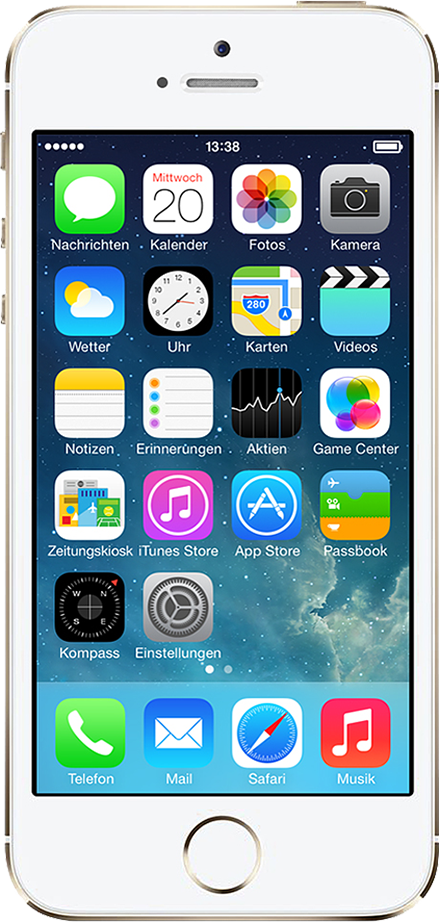 13:38
Mittwoch
20
Nachrichten Kalender Fotos Kamera
280
Wetter Uhr Karten Videos
Notizen Erinnerungen Aktien Game Center
Zeitungskiosk iTunes Store App Store Passbook
W N
S E
Kompass Einstellungen
Telefon Mail Safari Musik